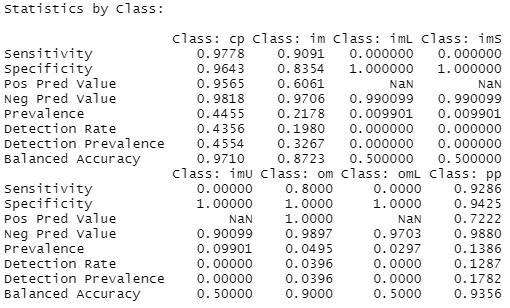 Statistics by Class:

                     Class: cp Class: im Class: imL Class: imS
Sensitivity             0.9778    0.9091   0.000000   0.000000
Specificity             0.9643    0.8354   1.000000   1.000000
Pos Pred Value          0.9565    0.6061        NaN        NaN
Neg Pred Value          0.9818    0.9706   0.990099   0.990099
Prevalence              0.4455    0.2178   0.009901   0.009901
Detection Rate          0.4356    0.1980   0.000000   0.000000
Detection Prevalence    0.4554    0.3267   0.000000   0.000000
Balanced Accuracy       0.9710    0.8723   0.500000   0.500000
                     Class: imU Class: om Class: omL Class: pp
Sensitivity             0.00000    0.8000     0.0000    0.9286
Specificity             1.00000    1.0000     1.0000    0.9425
Pos Pred Value              NaN    1.0000        NaN    0.7222
Neg Pred Value          0.90099    0.9897     0.9703    0.9880
Prevalence              0.09901    0.0495     0.0297    0.1386
Detection Rate          0.00000    0.0396     0.0000    0.1287
Detection Prevalence    0.00000    0.0396     0.0000    0.1782
Balanced Accuracy       0.50000    0.9000     0.5000    0.9356